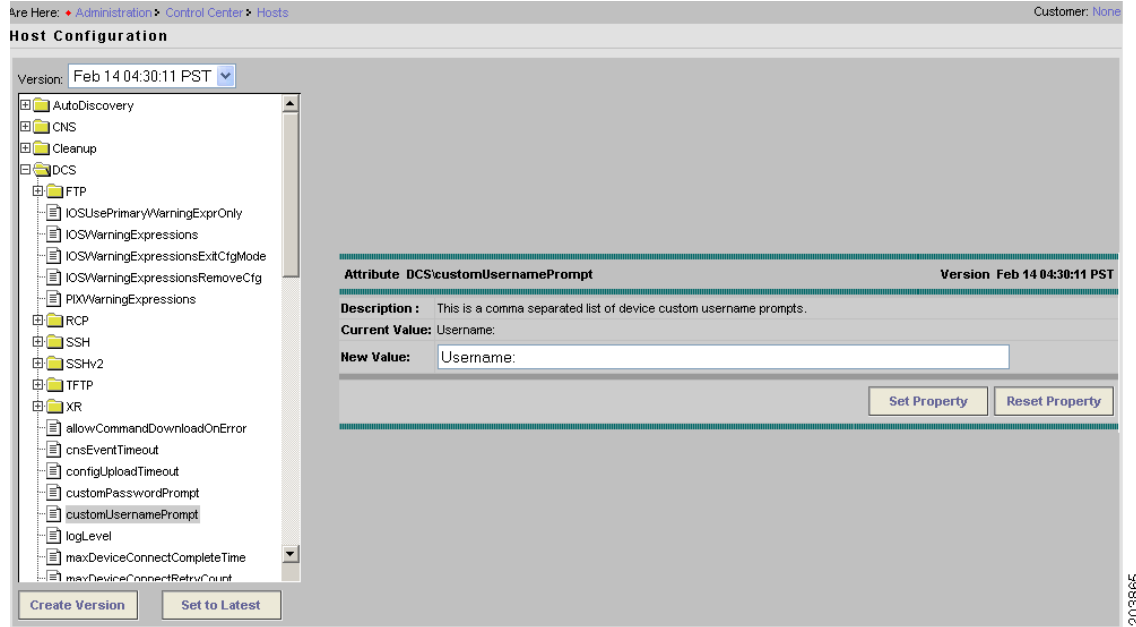 Are Here: Administration Control Center Hosts Customer: None
Host Configuration
Version: Feb 14 04:30:11 PST
AutoDiscovery
CNS
Cleanup
DCS
FTP
IOSUsePrimaryWarningExprOnly
IOSWarningExpressions
IOSWarningExpressionsExitCfgMode
IOSWarningExpressionsRemoveCfg
PIXWarningExpressions
RCP
SSH
SSHv2
TFTP
XR
allowCommandDownloadOnError
cnsEventTimeout
configUploadTimeout
customPasswordPrompt
customUsernamePrompt
logLevel
maxDeviceConnectCompleteTime
maxDeviceConnectRetryCount
Create Version Set to Latest
Attribute DCS\customUsernamePrompt Version Feb 14 04:30:11 PST
Description : This is a comma separated list of device custom username prompts.
Current Value: Username:
New Value: Username:
Set Property Reset Property
203865